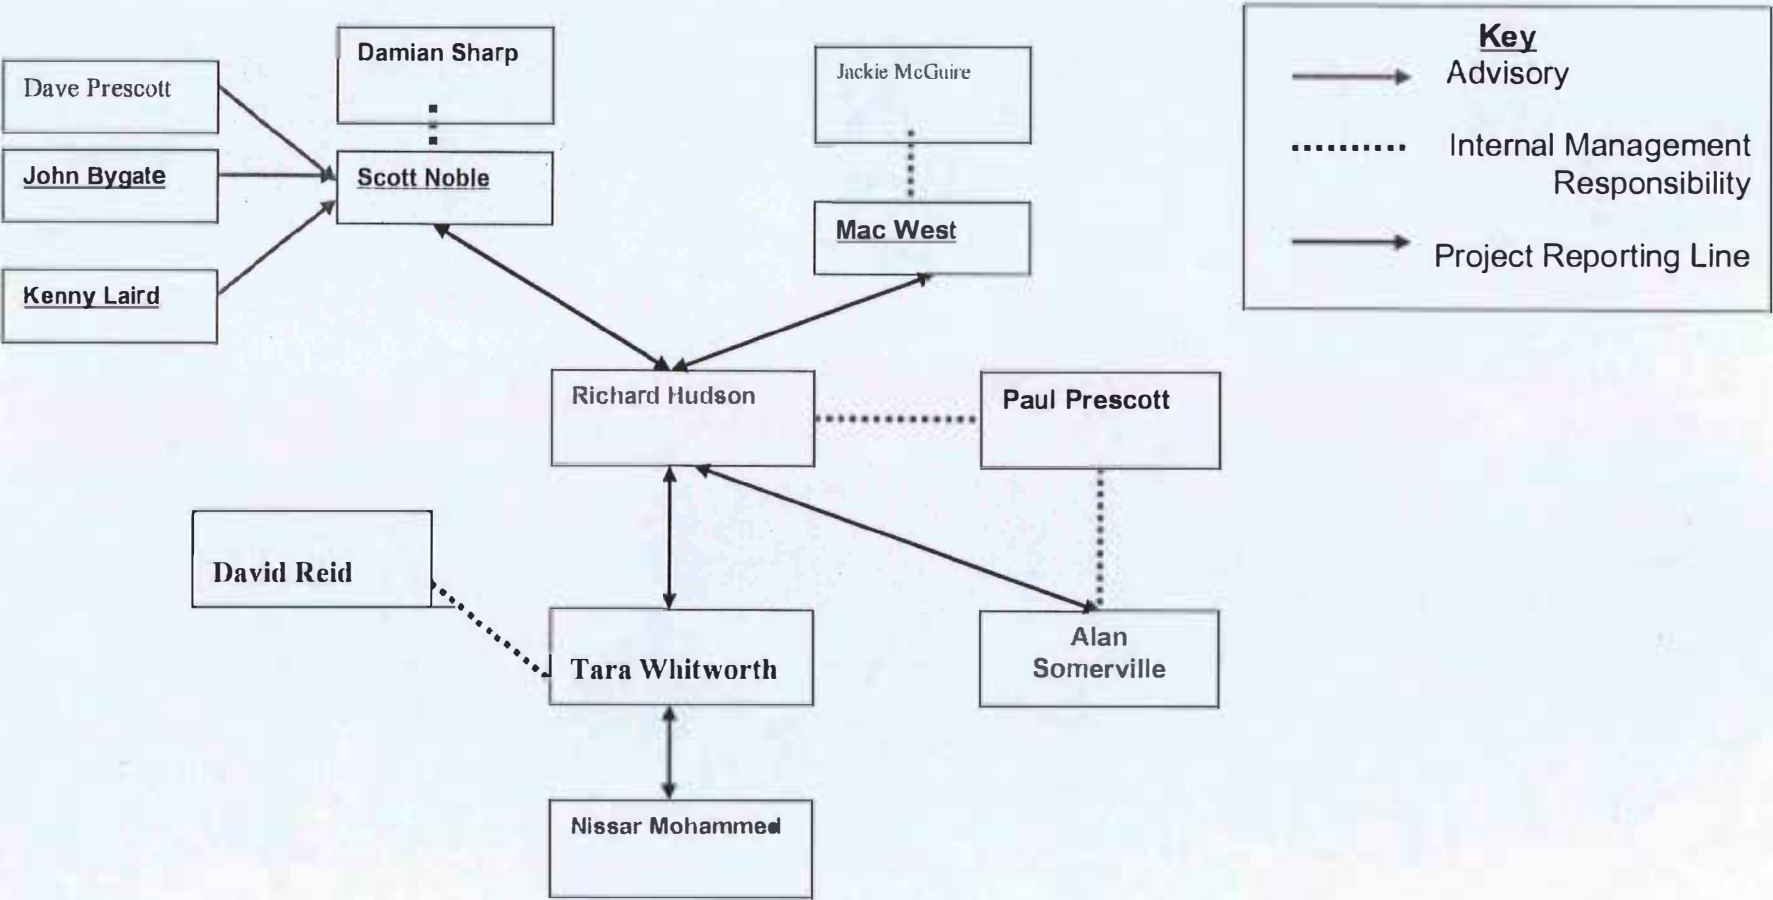 Damian Sharp
Dave Prescott
Jackie McGuire
John Bygate
Scott Noble
Mac West
Kenny Laird
Richard Hudson
Paul Prescott
David Reid
Tara Whitworth
Alan
Somerville
Nissar Mohammed
Key
Advisory
Internal Management
Responsibility
Project Reporting Line